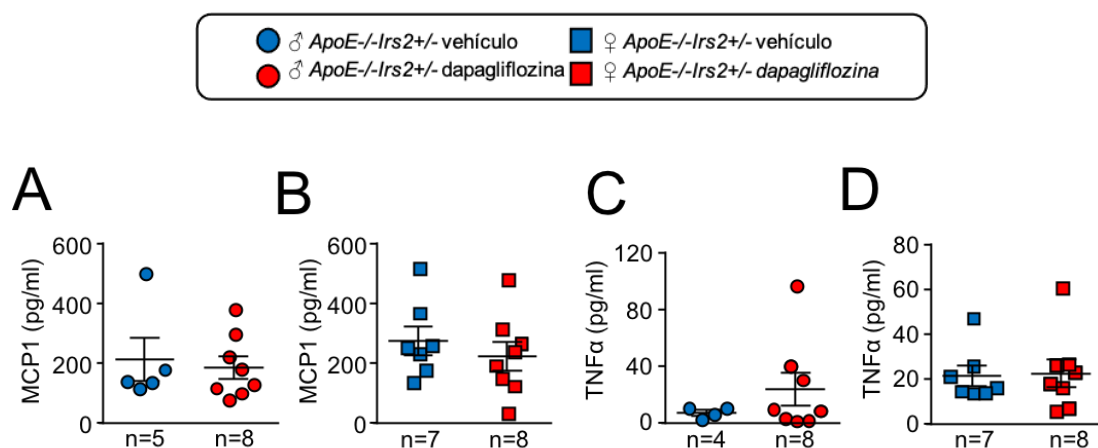 ♂ ApoE-/-Irs2+/- vehículo ♀ ApoE-/-Irs2+/- vehículo
♂ ApoE-/-Irs2+/- dapagliflozina ♀ ApoE-/-Irs2+/- dapagliflozina
A B C D
MCP1 (pg/ml)
600
400
200
0
n=5 n=8
MCP1 (pg/ml)
600
400
200
0
n=7 n=8
TNFα (pg/ml)
120
80
40
0
n=4 n=8
TNFα (pg/ml)
80
60
40
20
0
n=7 n=8